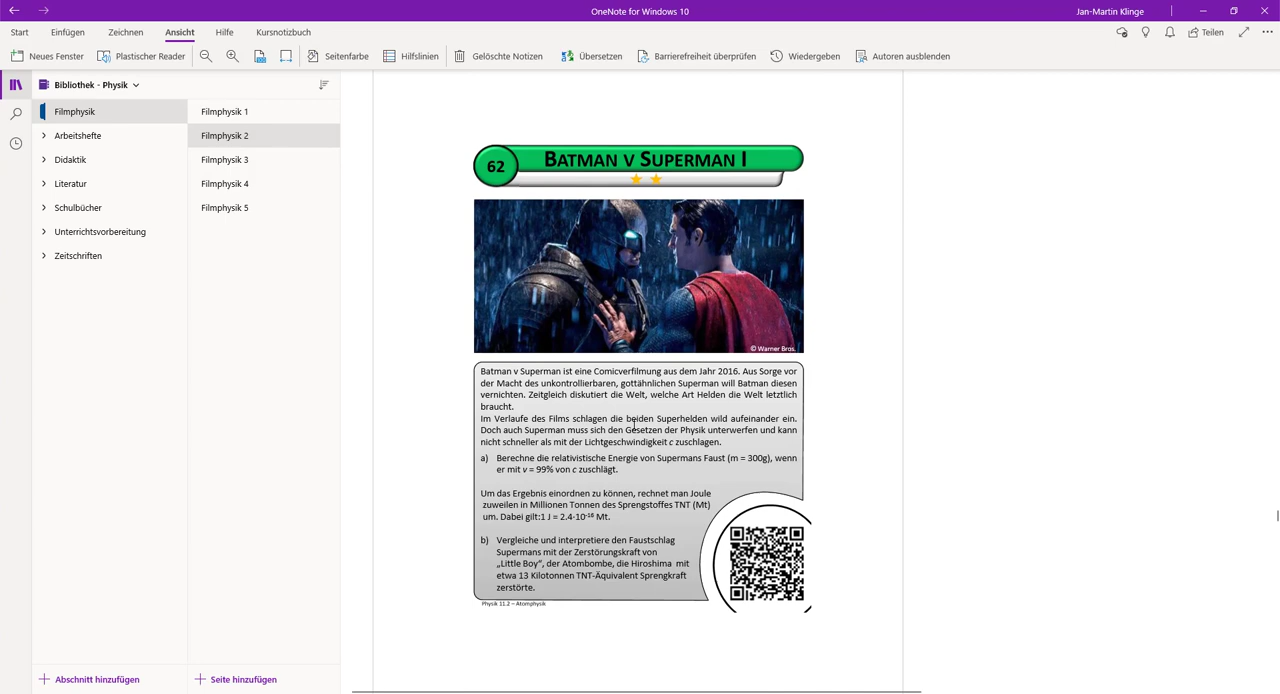 OneNote for Windows 10
Jan-Martin Klinge
Start Einfügen Zeichnen Ansicht Hilfe Kursnotizbuch
Teilen
Neues Fenster Plastischer Reader Seitenfarbe Hilfslinien Gelöschte Notizen Übersetzen Barrierefreiheit überprüfen Wiedergeben Autoren ausblenden
Bibliothek - Physik
Filmphysik
Arbeitshefte
Didaktik
Literatur
Schulbücher
Unterrichtsvorbereitung
Zeitschriften
Filmphysik 1
Filmphysik 2
Filmphysik 3
Filmphysik 4
Filmphysik 5
62
BATMAN V SUPERMAN I
© Warner Bros.
Batman v Superman ist eine Comicverfilmung aus dem Jahr 2016. Aus Sorge vor
der Macht des unkontrollierbaren, gottähnlichen Superman will Batman diesen
vernichten. Zeitgleich diskutiert die Welt, welche Art Helden die Welt letztlich
braucht.
Im Verlaufe des Films schlagen die beiden Superhelden wild aufeinander ein.
Doch auch Superman muss sich den Gesetzen der Physik unterwerfen und kann
nicht schneller als mit der Lichtgeschwindigkeit c zuschlagen.
a) Berechne die relativistische Energie von Supermans Faust (m = 300g), wenn
er mit v = 99% von c zuschlägt.
Um das Ergebnis einordnen zu können, rechnet man Joule
zuweilen in Millionen Tonnen des Sprengstoffes TNT (Mt)
um. Dabei gilt:1 J = 2.4·10⁻¹⁶ Mt.
b) Vergleiche und interpretiere den Faustschlag
Supermans mit der Zerstörungskraft von
„Little Boy“, der Atombombe, die Hiroshima mit
etwa 13 Kilotonnen TNT-Äquivalent Sprengkraft
zerstörte.
Physik 11.2 – Atomphysik
Abschnitt hinzufügen
Seite hinzufügen